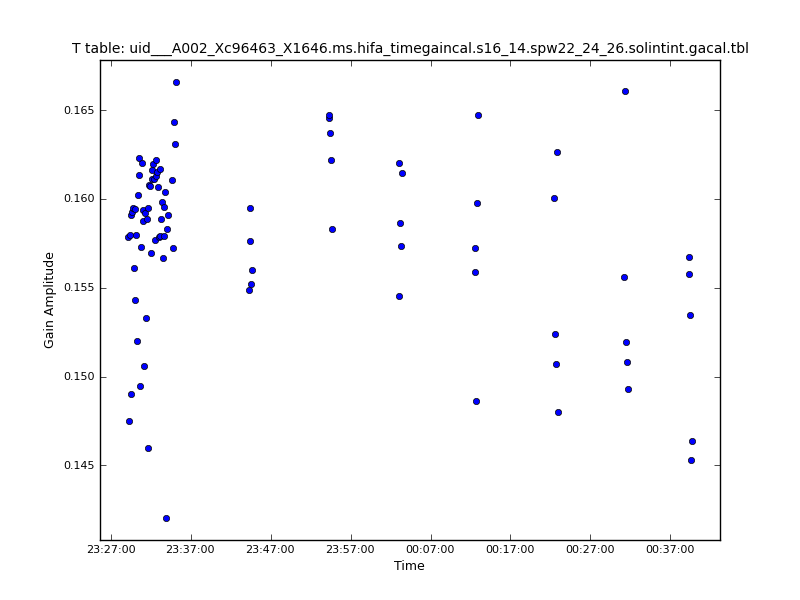 T table: uid___A002_Xc96463_X1646.ms.hifa_timegaincal.s16_14.spw22_24_26.solintint.gacal.tbl
0.165
0.160
0.155
0.150
0.145
Gain Amplitude
23:27:00 23:37:00 23:47:00 23:57:00 00:07:00 00:17:00 00:27:00 00:37:00
Time